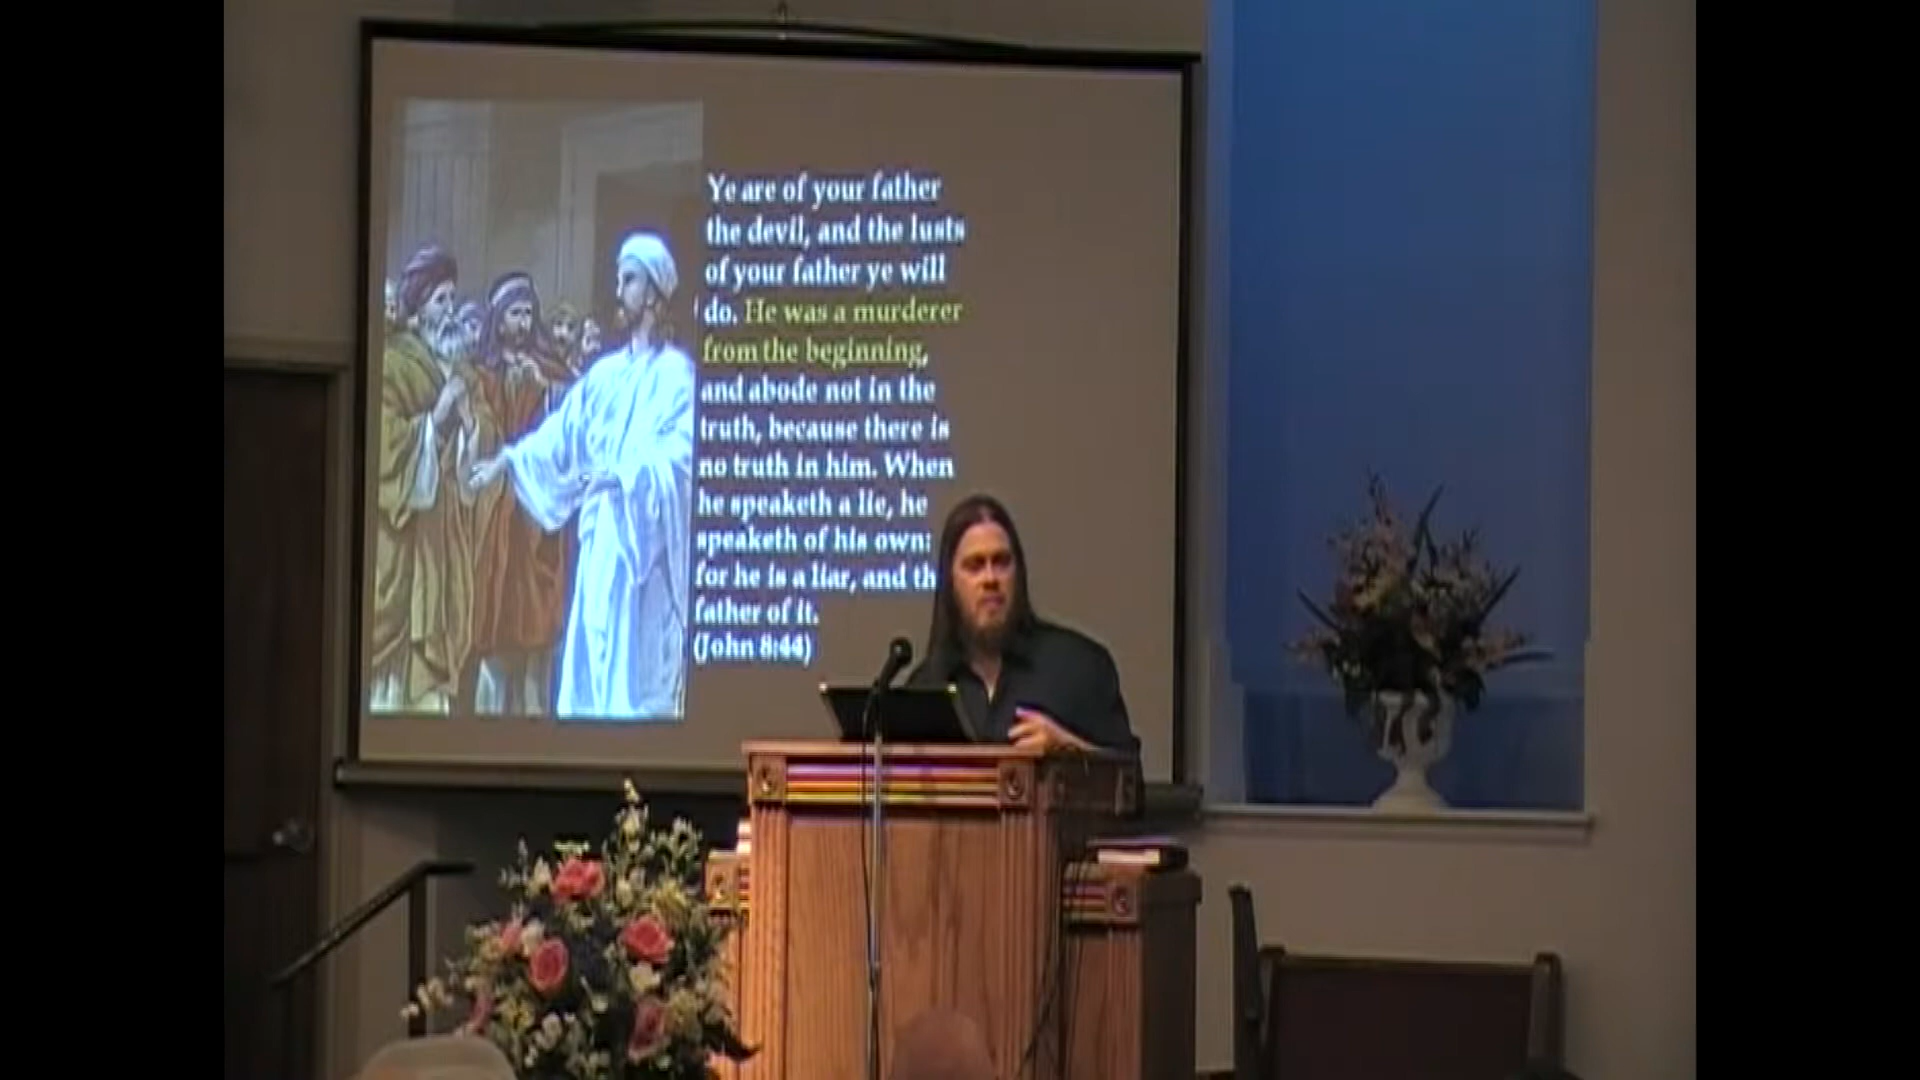 Ye are of your father
the devil, and the lusts
of your father ye will
do. He was a murderer
from the beginning,
and abode not in the
truth, because there is
no truth in him. When
he speaketh a lie, he
speaketh of his own:
for he is a liar, and th
father of it.
(John 8:44)